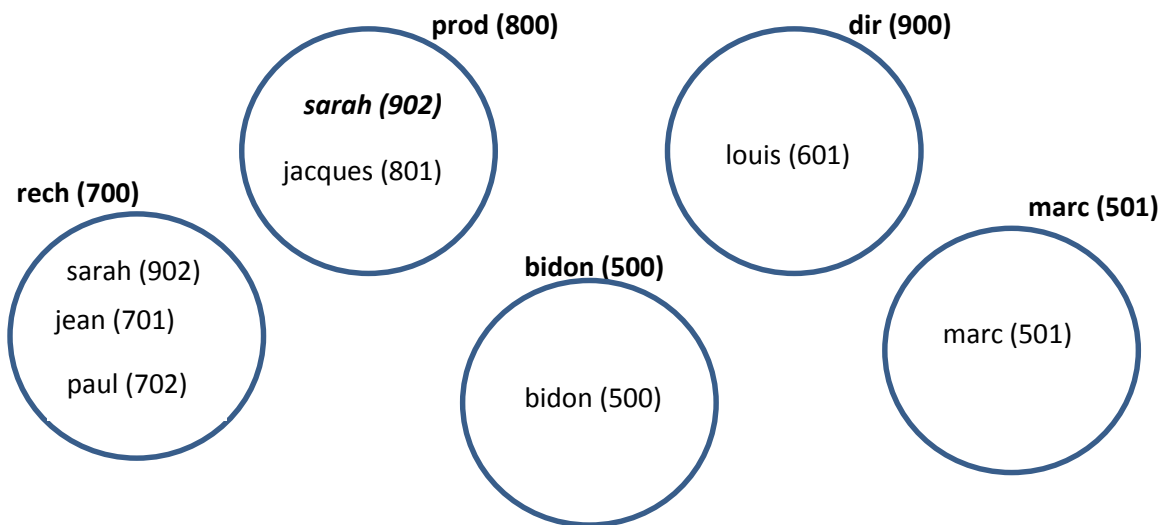 prod (800)
sarah (902)
jacques (801)
dir (900)
louis (601)
rech (700)
sarah (902)
jean (701)
paul (702)
bidon (500)
bidon (500)
marc (501)
marc (501)